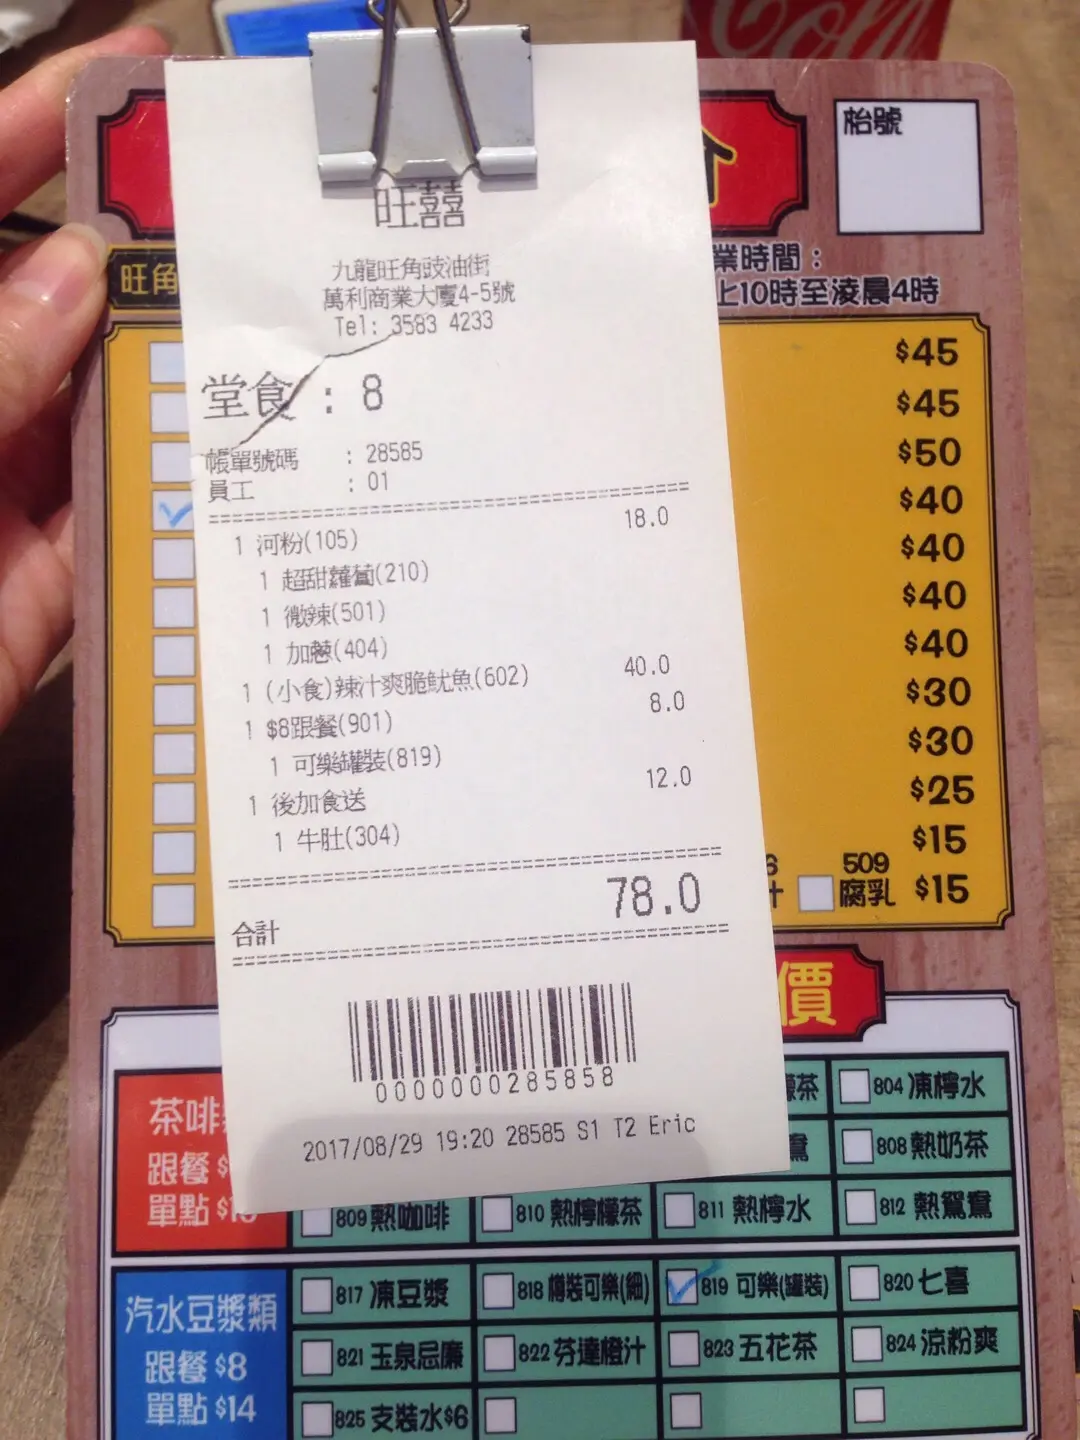 Col
枱號
旺囍
九龍旺角豉油街
萬利商業大廈4-5號
Tel: 3583 4233
旺角
業時間：
上10時至凌晨4時
堂食 : 8
帳單號碼 : 28585
員工 : 01
1 河粉(105) 18.0
1 超甜蘿蔔(210)
1 微辣(501)
1 加蔥(404)
1 (小食)辣汁爽脆魷魚(602) 40.0
1 $8跟餐(901) 8.0
1 可樂罐裝(819)
1 後加食送 12.0
1 牛肚(304)
合計 78.0
0000000285858
2017/08/29 19:20 28585 S1 T2 Eric
$45
$45
$50
$40
$40
$40
$40
$30
$30
$25
$15
509
腐乳 $15
價
茶啡
跟餐 $
單點 $1
茶
804 凍檸水
808 熱奶茶
809 熱咖啡
810 熱檸檬茶
811 熱檸水
812 熱鴛鴦
汽水豆漿類
跟餐 $8
單點 $14
817 凍豆漿
818 樽裝可樂(細)
819 可樂(罐裝)
820 七喜
821 玉泉忌廉
822 芬達橙汁
823 五花茶
824 涼粉爽
825 支裝水$6